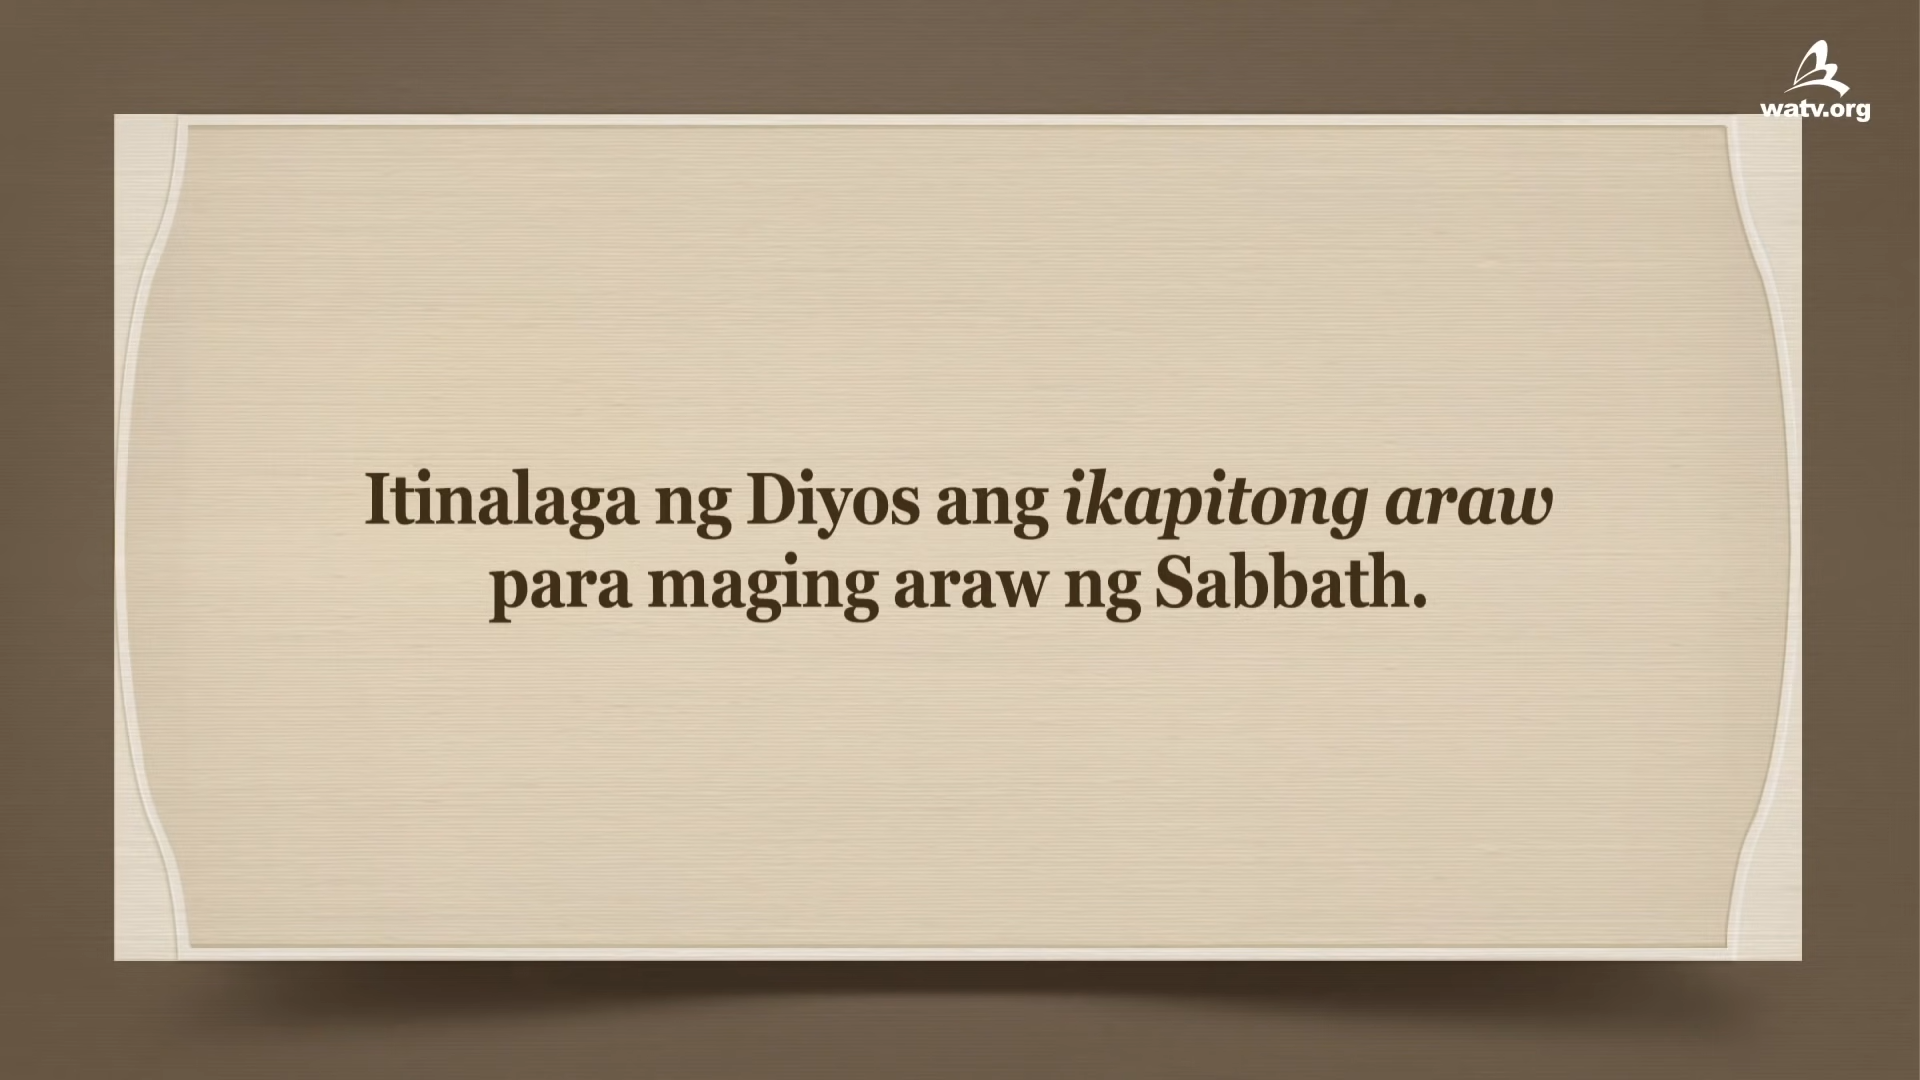 watv.org
Itinalaga ng Diyos ang ikapitong araw
para maging araw ng Sabbath.